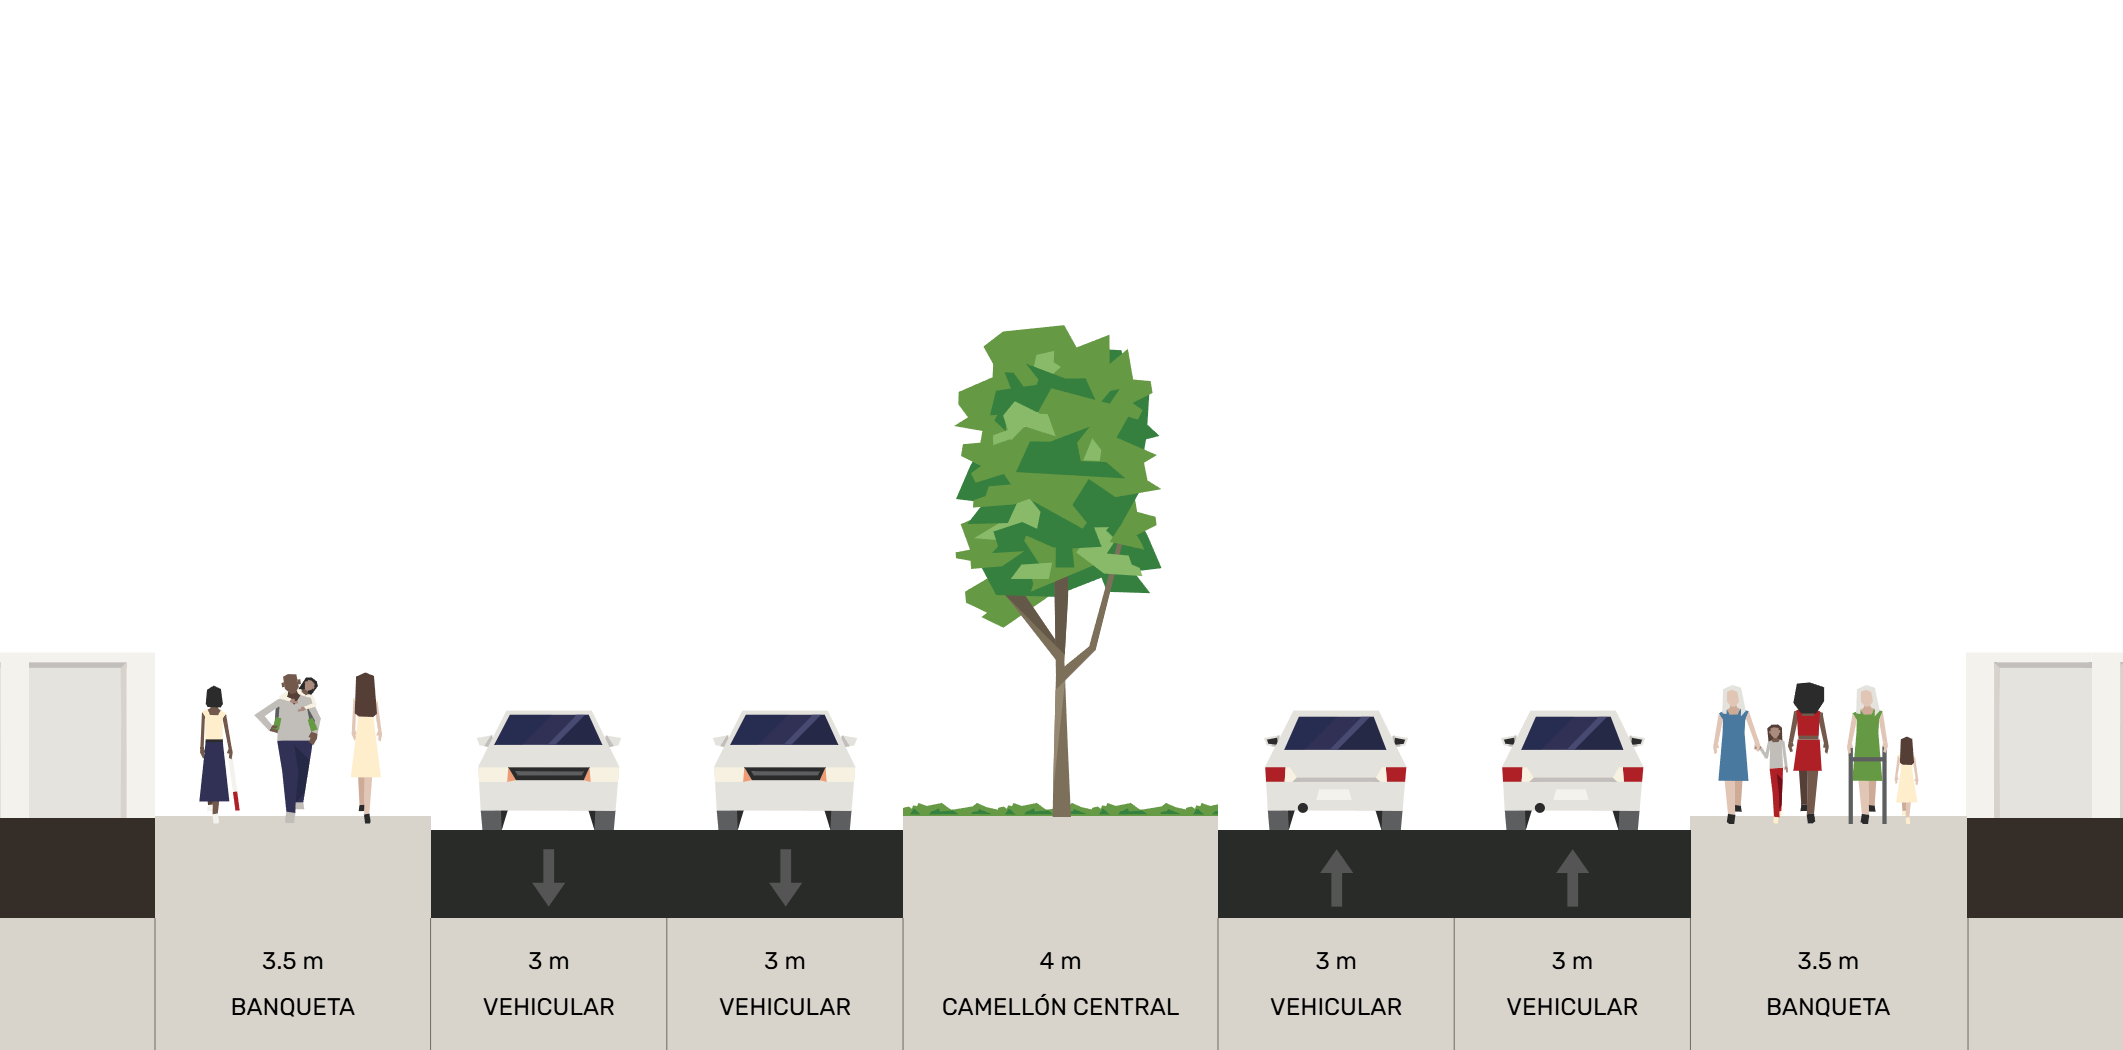 3.5 m
BANQUETA
3 m
VEHICULAR
3 m
VEHICULAR
4 m
CAMELLÓN CENTRAL
3 m
VEHICULAR
3 m
VEHICULAR
3.5 m
BANQUETA